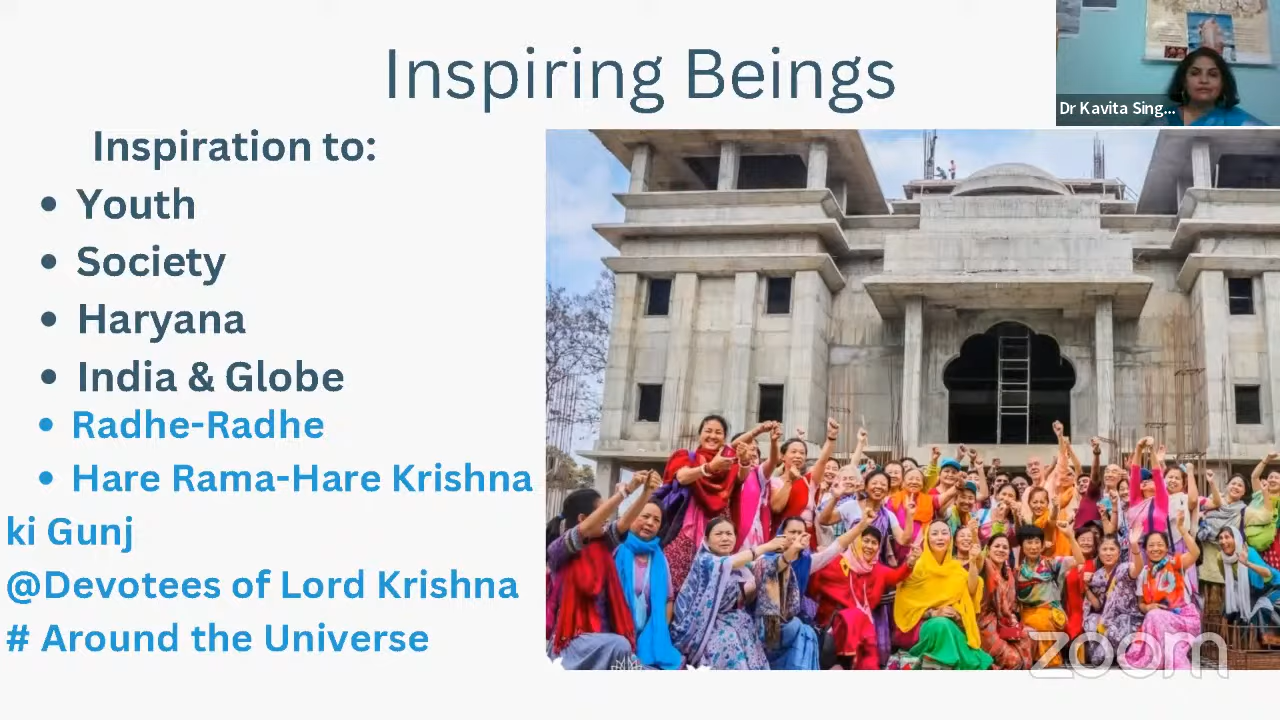 Inspiring Beings
Dr Kavita Sing...
Inspiration to:
• Youth
• Society
• Haryana
• India & Globe
• Radhe-Radhe
• Hare Rama-Hare Krishna
ki Gunj
@Devotees of Lord Krishna
# Around the Universe
zoom